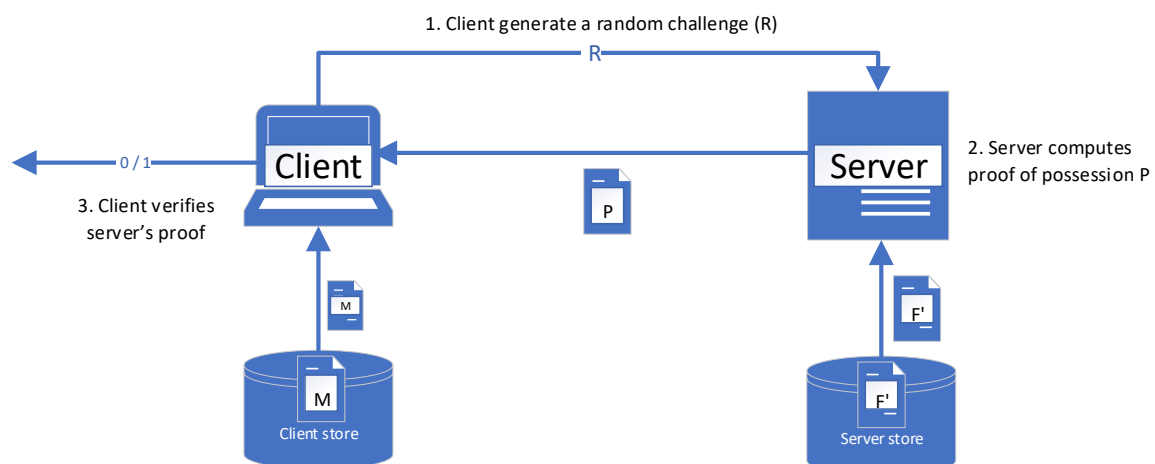 1. Client generate a random challenge (R)
R
0 / 1
Client
Server
2. Server computes
proof of possession P
P
3. Client verifies
server's proof
M
F'
M
Client store
F'
Server store